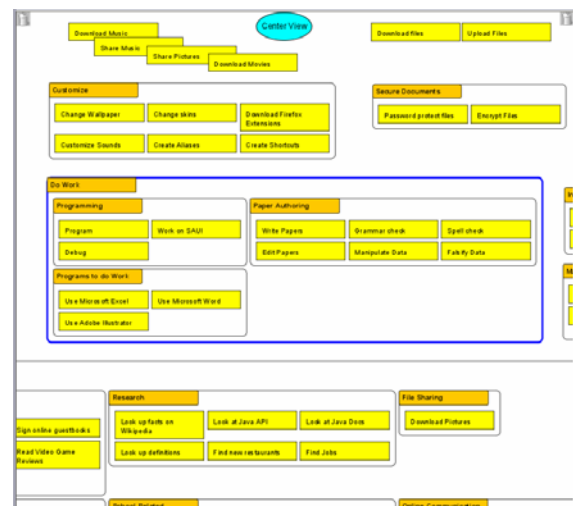 Center View
Download Music
Share Music
Share Pictures
Download Movies
Download files
Upload Files
Customize
Change Wallpaper
Change skins
Download Firefox
Extensions
Customize Sounds
Create Aliases
Create Shortcuts
Secure Documents
Password protect files
Encrypt Files
Do Work
Programming
Program
Work on SAUI
Debug
Paper Authoring
Write Papers
Grammar check
Spell check
Edit Papers
Manipulate Data
Falsify Data
Programs to do Work
Use Microsoft Excel
Use Microsoft Word
Use Adobe Illustrator
Sign online guestbooks
Read Video Game
Reviews
Research
Look up facts on
Wikipedia
Look at Java API
Look at Java Docs
Look up definitions
Find new restaurants
Find Jobs
File Sharing
Download Pictures
School Related
Online Communication